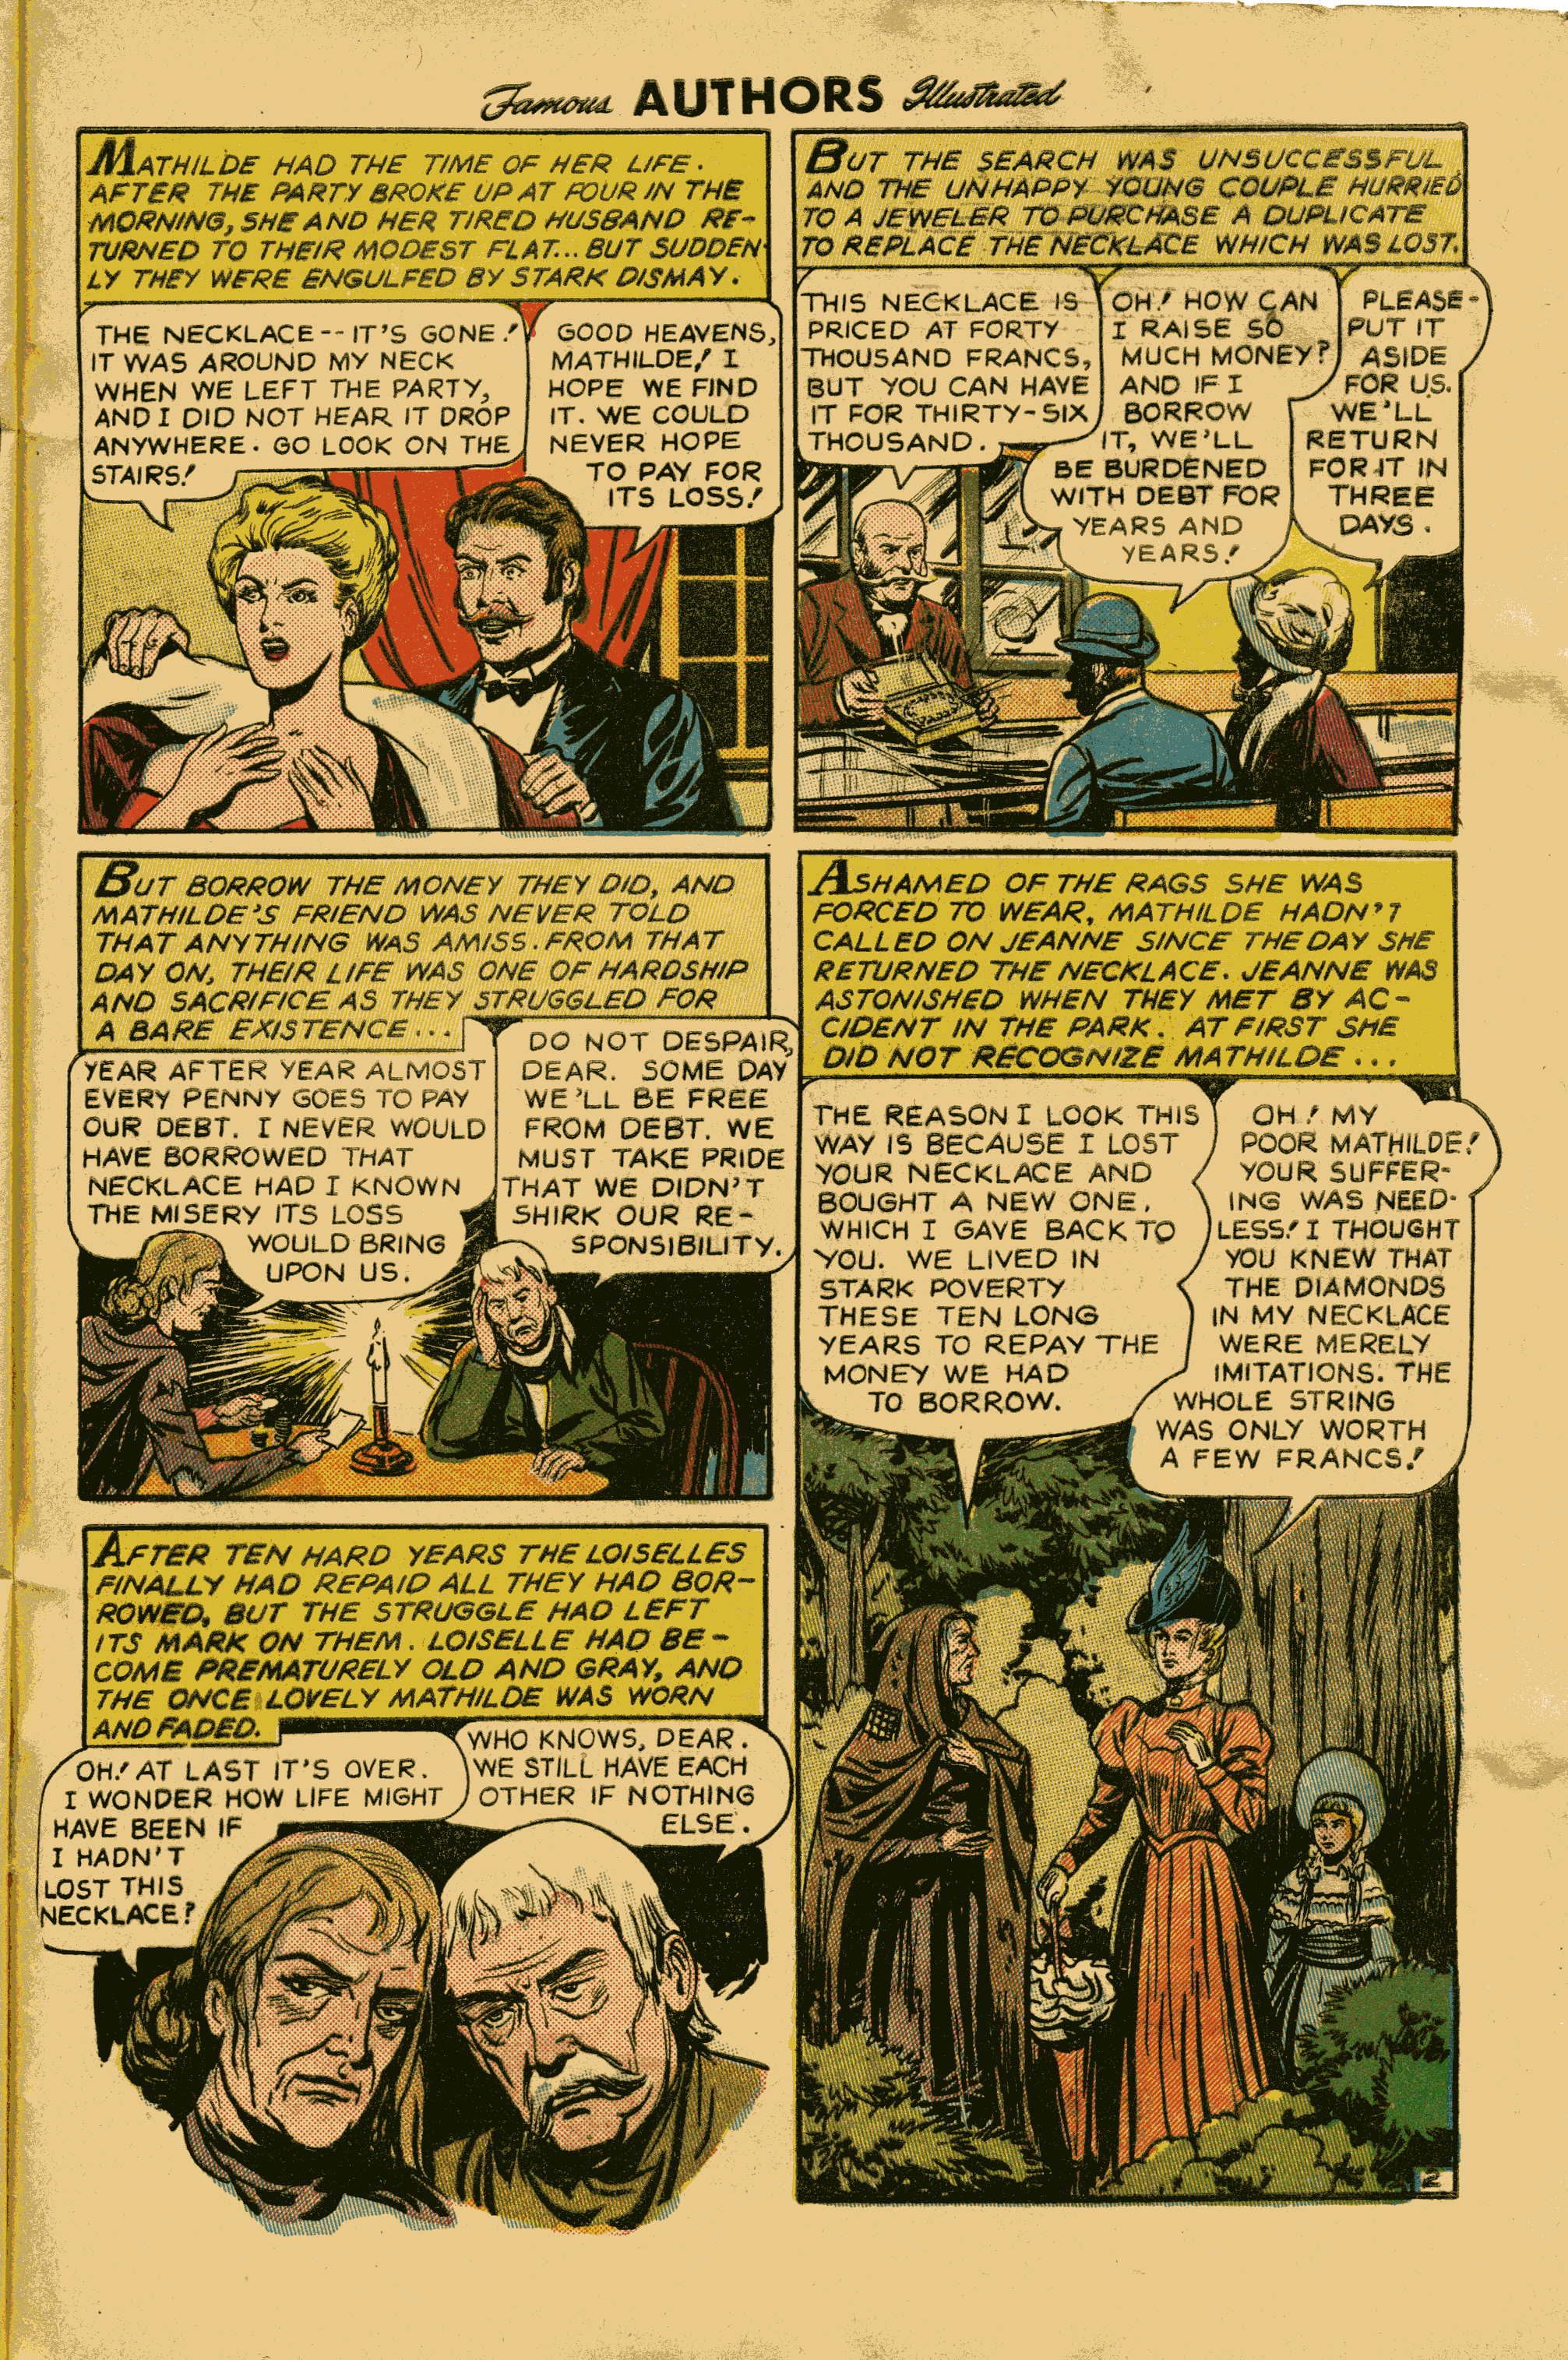 Famous AUTHORS Illustrated
MATHILDE HAD THE TIME OF HER LIFE.
AFTER THE PARTY BROKE UP AT FOUR IN THE
MORNING, SHE AND HER TIRED HUSBAND RE-
TURNED TO THEIR MODEST FLAT... BUT SUDDEN-
LY THEY WERE ENGULFED BY STARK DISMAY.
THE NECKLACE--IT'S GONE!
IT WAS AROUND MY NECK
WHEN WE LEFT THE PARTY,
AND I DID NOT HEAR IT DROP
ANYWHERE. GO LOOK ON THE
STAIRS!
GOOD HEAVENS,
MATHILDE! I
HOPE WE FIND
IT. WE COULD
NEVER HOPE
TO PAY FOR
ITS LOSS!
BUT THE SEARCH WAS UNSUCCESSFUL
AND THE UNHAPPY YOUNG COUPLE HURRIED
TO A JEWELER TO PURCHASE A DUPLICATE
TO REPLACE THE NECKLACE WHICH WAS LOST.
THIS NECKLACE IS
PRICED AT FORTY
THOUSAND FRANCS,
BUT YOU CAN HAVE
IT FOR THIRTY-SIX
THOUSAND.
OH! HOW CAN
I RAISE SO
MUCH MONEY?
AND IF I
BORROW
IT, WE'LL
BE BURDENED
WITH DEBT FOR
YEARS AND
YEARS!
PLEASE-
PUT IT
ASIDE
FOR US.
WE'LL
RETURN
FOR IT IN
THREE
DAYS.
BUT BORROW THE MONEY THEY DID, AND
MATHILDE'S FRIEND WAS NEVER TOLD
THAT ANYTHING WAS AMISS. FROM THAT
DAY ON, THEIR LIFE WAS ONE OF HARDSHIP
AND SACRIFICE AS THEY STRUGGLED FOR
A BARE EXISTENCE...
YEAR AFTER YEAR ALMOST
EVERY PENNY GOES TO PAY
OUR DEBT. I NEVER WOULD
HAVE BORROWED THAT
NECKLACE HAD I KNOWN
THE MISERY ITS LOSS
WOULD BRING
UPON US.
DO NOT DESPAIR,
DEAR. SOME DAY
WE'LL BE FREE
FROM DEBT. WE
MUST TAKE PRIDE
THAT WE DIDN'T
SHIRK OUR RE-
SPONSIBILITY.
AFTER TEN HARD YEARS THE LOISELLES
FINALLY HAD REPAID ALL THEY HAD BOR-
ROWED, BUT THE STRUGGLE HAD LEFT
ITS MARK ON THEM. LOISELLE HAD BE-
COME PREMATURELY OLD AND GRAY, AND
THE ONCE LOVELY MATHILDE WAS WORN
AND FADED.
OH! AT LAST IT'S OVER.
I WONDER HOW LIFE MIGHT
HAVE BEEN IF
I HADN'T
LOST THIS
NECKLACE?
WHO KNOWS, DEAR.
WE STILL HAVE EACH
OTHER IF NOTHING
ELSE.
ASHAMED OF THE RAGS SHE WAS
FORCED TO WEAR, MATHILDE HADN'T
CALLED ON JEANNE SINCE THE DAY SHE
RETURNED THE NECKLACE. JEANNE WAS
ASTONISHED WHEN THEY MET BY AC-
CIDENT IN THE PARK. AT FIRST SHE
DID NOT RECOGNIZE MATHILDE...
THE REASON I LOOK THIS
WAY IS BECAUSE I LOST
YOUR NECKLACE AND
BOUGHT A NEW ONE,
WHICH I GAVE BACK TO
YOU. WE LIVED IN
STARK POVERTY
THESE TEN LONG
YEARS TO REPAY THE
MONEY WE HAD
TO BORROW.
OH! MY
POOR MATHILDE!
YOUR SUFFER-
ING WAS NEED-
LESS! I THOUGHT
YOU KNEW THAT
THE DIAMONDS
IN MY NECKLACE
WERE MERELY
IMITATIONS. THE
WHOLE STRING
WAS ONLY WORTH
A FEW FRANCS!
2